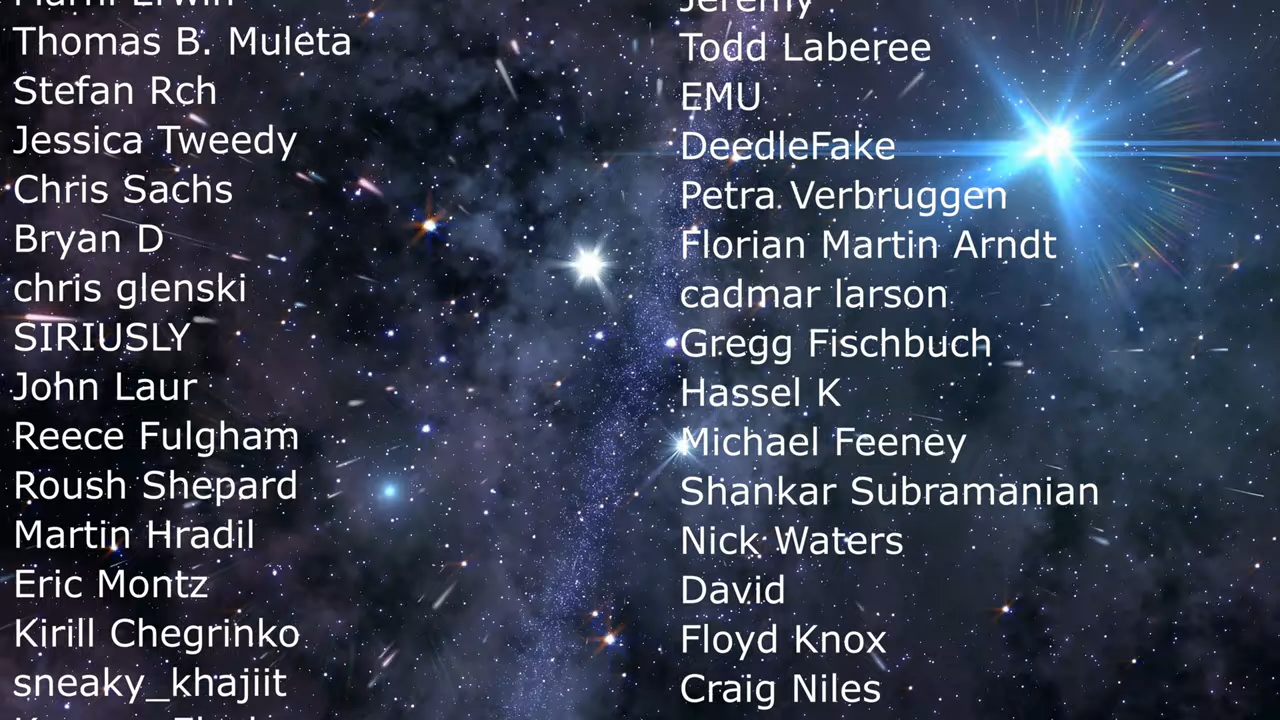 Thomas B. Muleta
Stefan Rch
Jessica Tweedy
Chris Sachs
Bryan D
chris glenski
SIRIUSLY
John Laur
Reece Fulgham
Roush Shepard
Martin Hradil
Eric Montz
Kirill Chegrinko
sneaky_khajiit
Jeremy
Todd Laberee
EMU
DeedleFake
Petra Verbruggen
Florian Martin Arndt
cadmar larson
Gregg Fischbuch
Hassel K
Michael Feeney
Shankar Subramanian
Nick Waters
David
Floyd Knox
Craig Niles